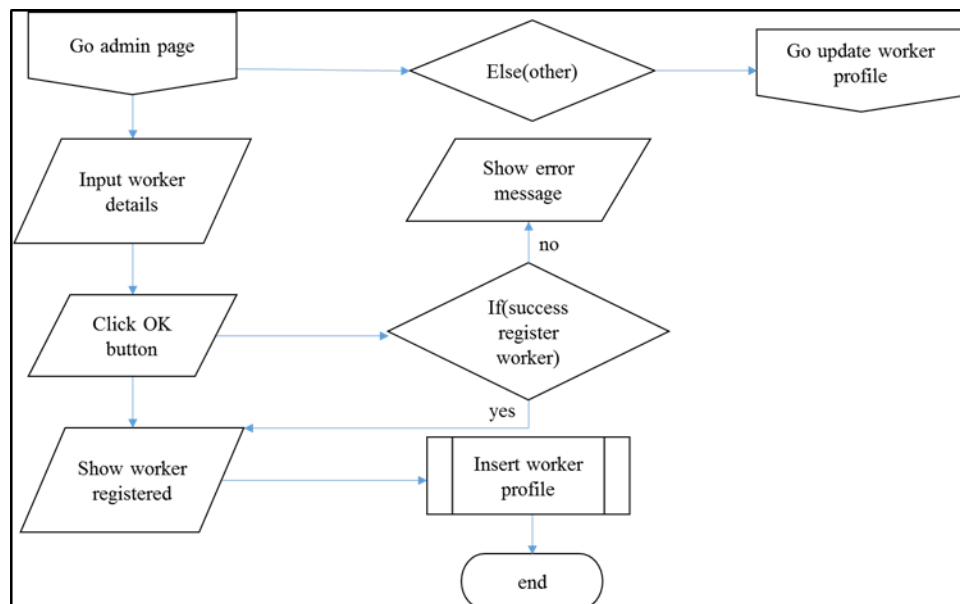 Go admin page
Else(other)
Go update worker
profile
Input worker
details
Show error
message
no
Click OK
button
If(success
register
worker)
yes
Show worker
registered
Insert worker
profile
end